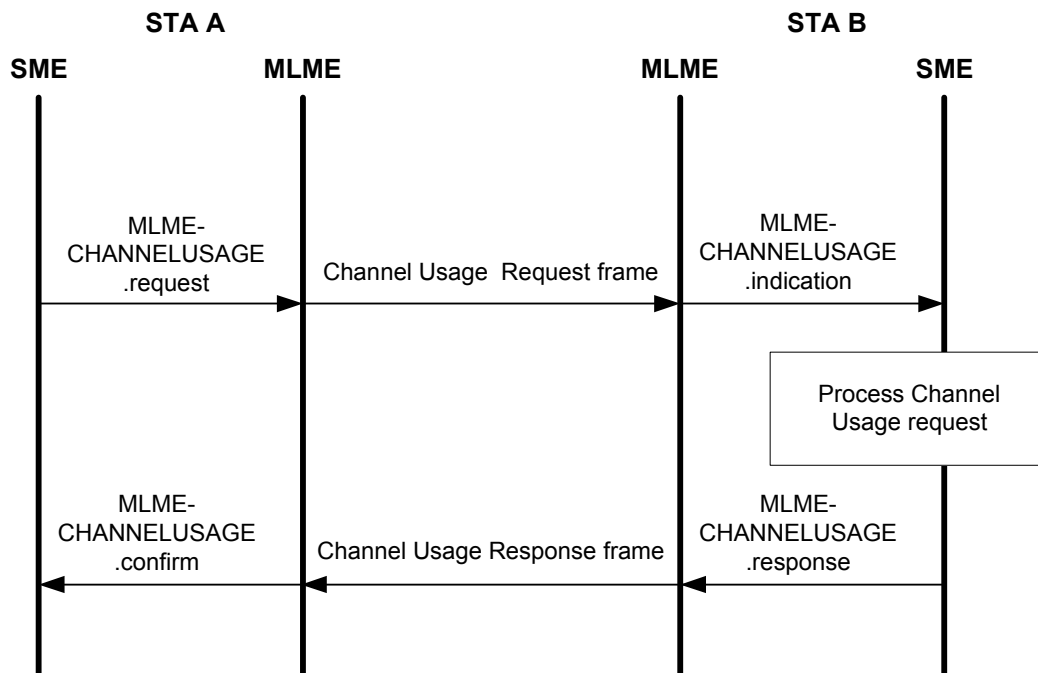 STA A
STA B
SME
MLME
MLME
SME
MLME-
CHANNELUSAGE
.request
Channel Usage Request frame
MLME-
CHANNELUSAGE
.indication
Process Channel
Usage request
MLME-
CHANNELUSAGE
.confirm
Channel Usage Response frame
MLME-
CHANNELUSAGE
.response